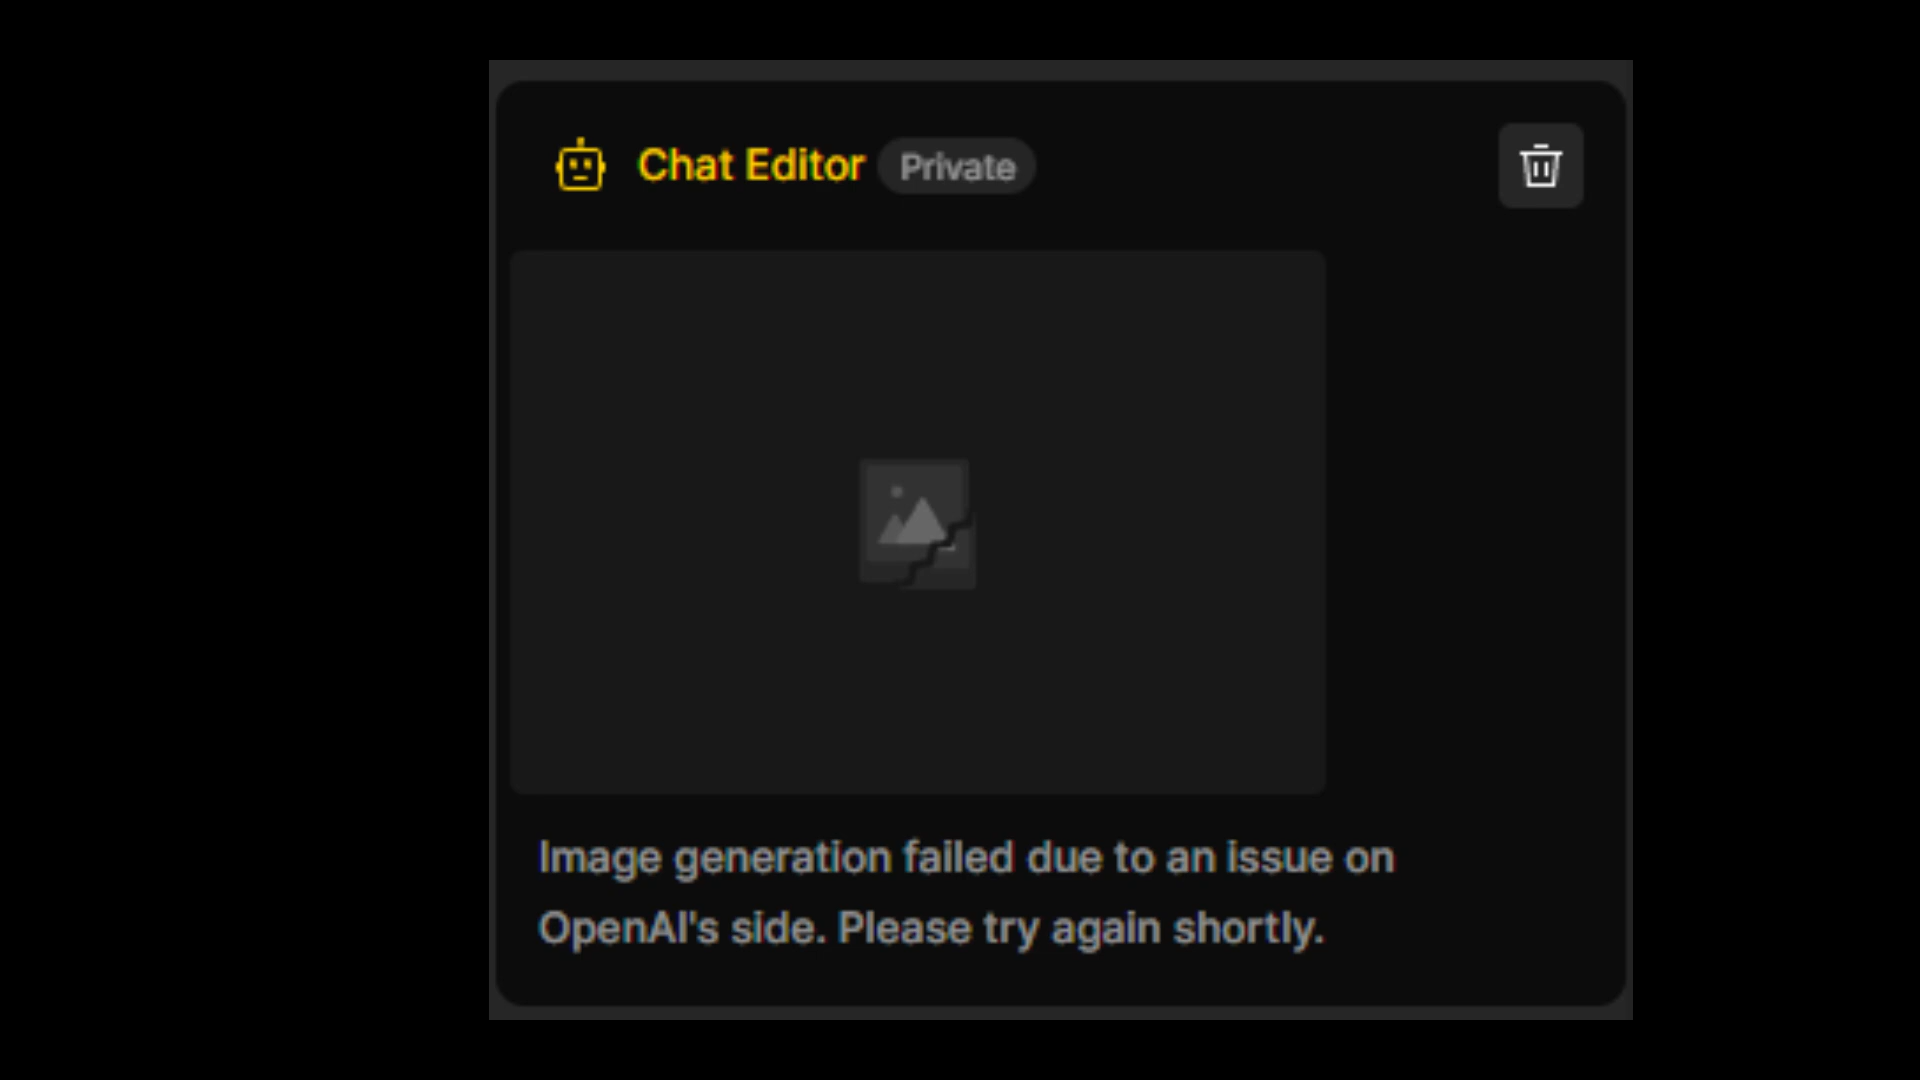 Chat Editor Private
Image generation failed due to an issue on
OpenAI's side. Please try again shortly.